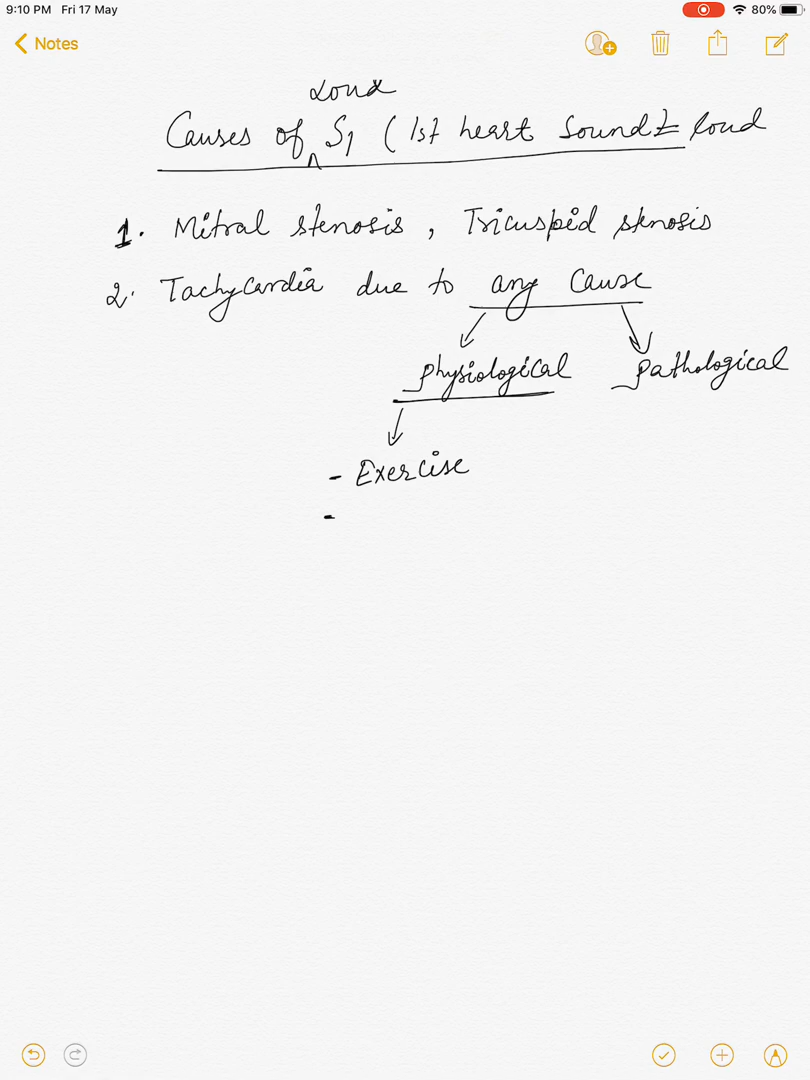 9:10 PM Fri 17 May 80%
Notes
Loud
Causes of ^ S1 (1st heart Sound) loud
1. Mitral stenosis, Tricuspid stenosis
2. Tachycardia due to any Cause
physiological pathological
- Exercise
-